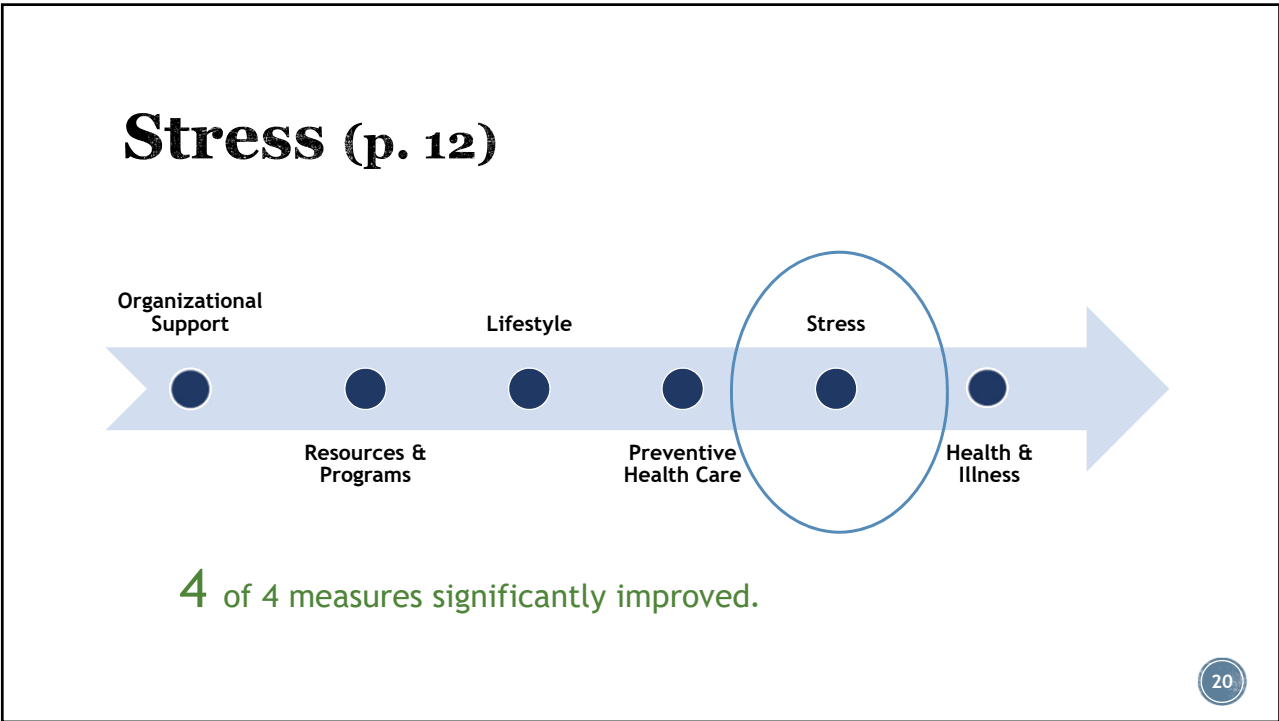 Stress (p. 12)
Organizational
Support
Lifestyle
Stress
Resources &
Programs
Preventive
Health Care
Health &
Illness
4 of 4 measures significantly improved.
20